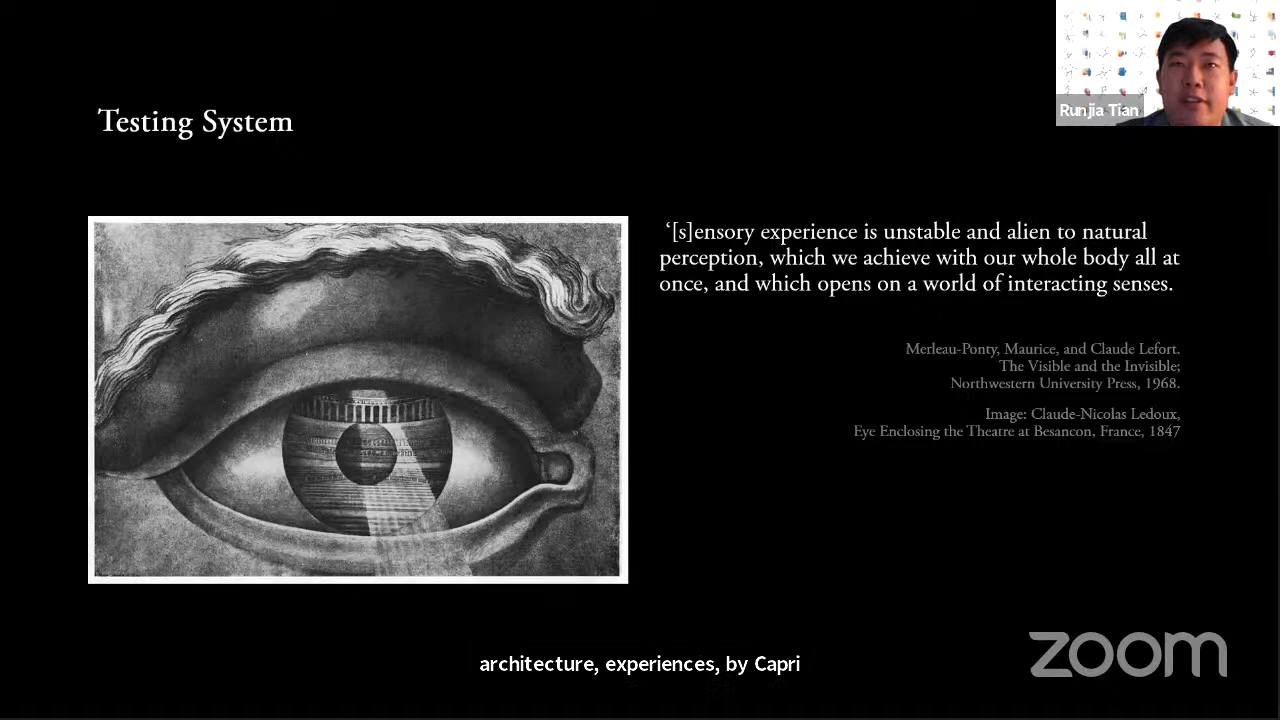 Testing System
Runjia Tian
‘[s]ensory experience is unstable and alien to natural
perception, which we achieve with our whole body all at
once, and which opens on a world of interacting senses.
Merleau-Ponty, Maurice, and Claude Lefort.
The Visible and the Invisible;
Northwestern University Press, 1968.
Image: Claude-Nicolas Ledoux,
Eye Enclosing the Theatre at Besancon, France, 1847
architecture, experiences, by Capri
zoom